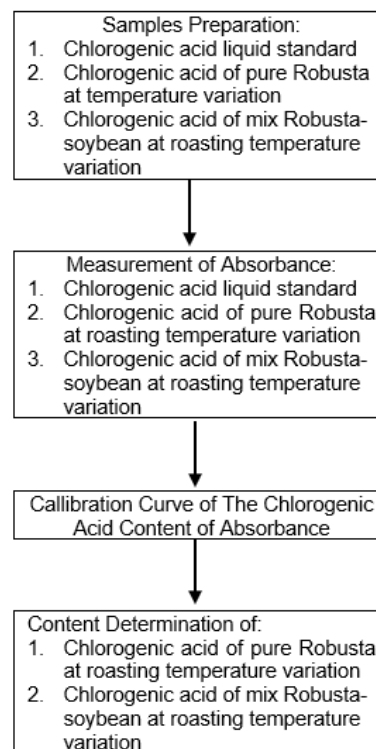 Samples Preparation:
1. Chlorogenic acid liquid standard
2. Chlorogenic acid of pure Robusta
at temperature variation
3. Chlorogenic acid of mix Robusta-
soybean at roasting temperature
variation
Measurement of Absorbance:
1. Chlorogenic acid liquid standard
2. Chlorogenic acid of pure Robusta
at roasting temperature variation
3. Chlorogenic acid of mix Robusta-
soybean at roasting temperature
variation
Callibration Curve of The Chlorogenic
Acid Content of Absorbance
Content Determination of:
1. Chlorogenic acid of pure Robusta
at roasting temperature variation
2. Chlorogenic acid of mix Robusta-
soybean at roasting temperature
variation